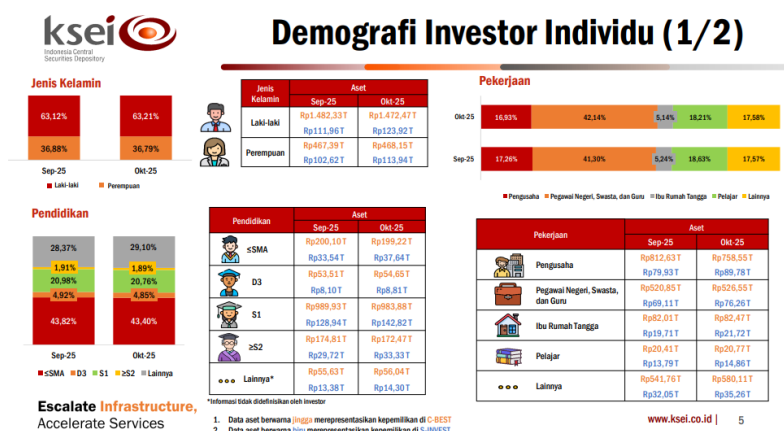 ksei
Indonesia Central
Securities Depository
Demografi Investor Individu (1/2)
Jenis Kelamin
63,12% 63,21%
36,88% 36,79%
Sep-25 Okt-25
Laki-laki Perempuan
Jenis Kelamin Aset
Sep-25 Okt-25
Laki-laki Rp1.482,33T Rp1.472,47T
Rp111,96T Rp123,92T
Perempuan Rp467,39T Rp468,15T
Rp102,62T Rp113,94T
Pekerjaan
Okt-25 16,93% 42,14% 5,14% 18,21% 17,58%
Sep-25 17,26% 41,30% 5,24% 18,63% 17,57%
Pengusaha Pegawai Negeri, Swasta, dan Guru Ibu Rumah Tangga Pelajar Lainnya
Pendidikan
28,37% 29,10%
1,91% 1,89%
20,98% 20,76%
4,92% 4,85%
43,82% 43,40%
Sep-25 Okt-25
≤SMA D3 S1 ≥S2 Lainnya
Pendidikan Aset
Sep-25 Okt-25
≤SMA Rp200,10T Rp199,22T
Rp33,54T Rp37,64T
D3 Rp53,51T Rp54,65T
Rp8,10T Rp8,81T
S1 Rp989,93T Rp983,88T
Rp128,94T Rp142,82T
≥S2 Rp174,81T Rp172,47T
Rp29,72T Rp33,33T
Lainnya* Rp55,63T Rp56,04T
Rp13,38T Rp14,30T
*Informasi tidak didefinisikan oleh investor
1. Data aset berwarna jingga merepresentasikan kepemilikan di C-BEST
2. Data aset berwarna biru merepresentasikan kepemilikan di S-INVEST
Pekerjaan Aset
Sep-25 Okt-25
Pengusaha Rp812,63T Rp758,55T
Rp79,93T Rp89,78T
Pegawai Negeri, Swasta, Rp520,85T Rp526,55T
dan Guru Rp69,11T Rp76,26T
Ibu Rumah Tangga Rp82,01T Rp82,47T
Rp19,71T Rp21,72T
Pelajar Rp20,41T Rp20,77T
Rp13,79T Rp14,86T
Lainnya Rp541,76T Rp580,11T
Rp32,05T Rp35,26T
Escalate Infrastructure,
Accelerate Services
www.ksei.co.id | 5